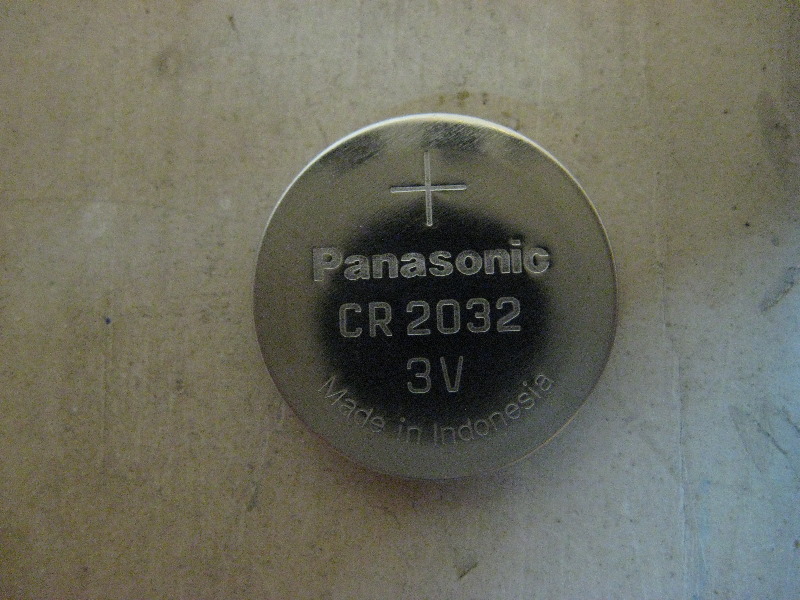 +
Panasonic
CR 2032
3V
Made in Indonesia